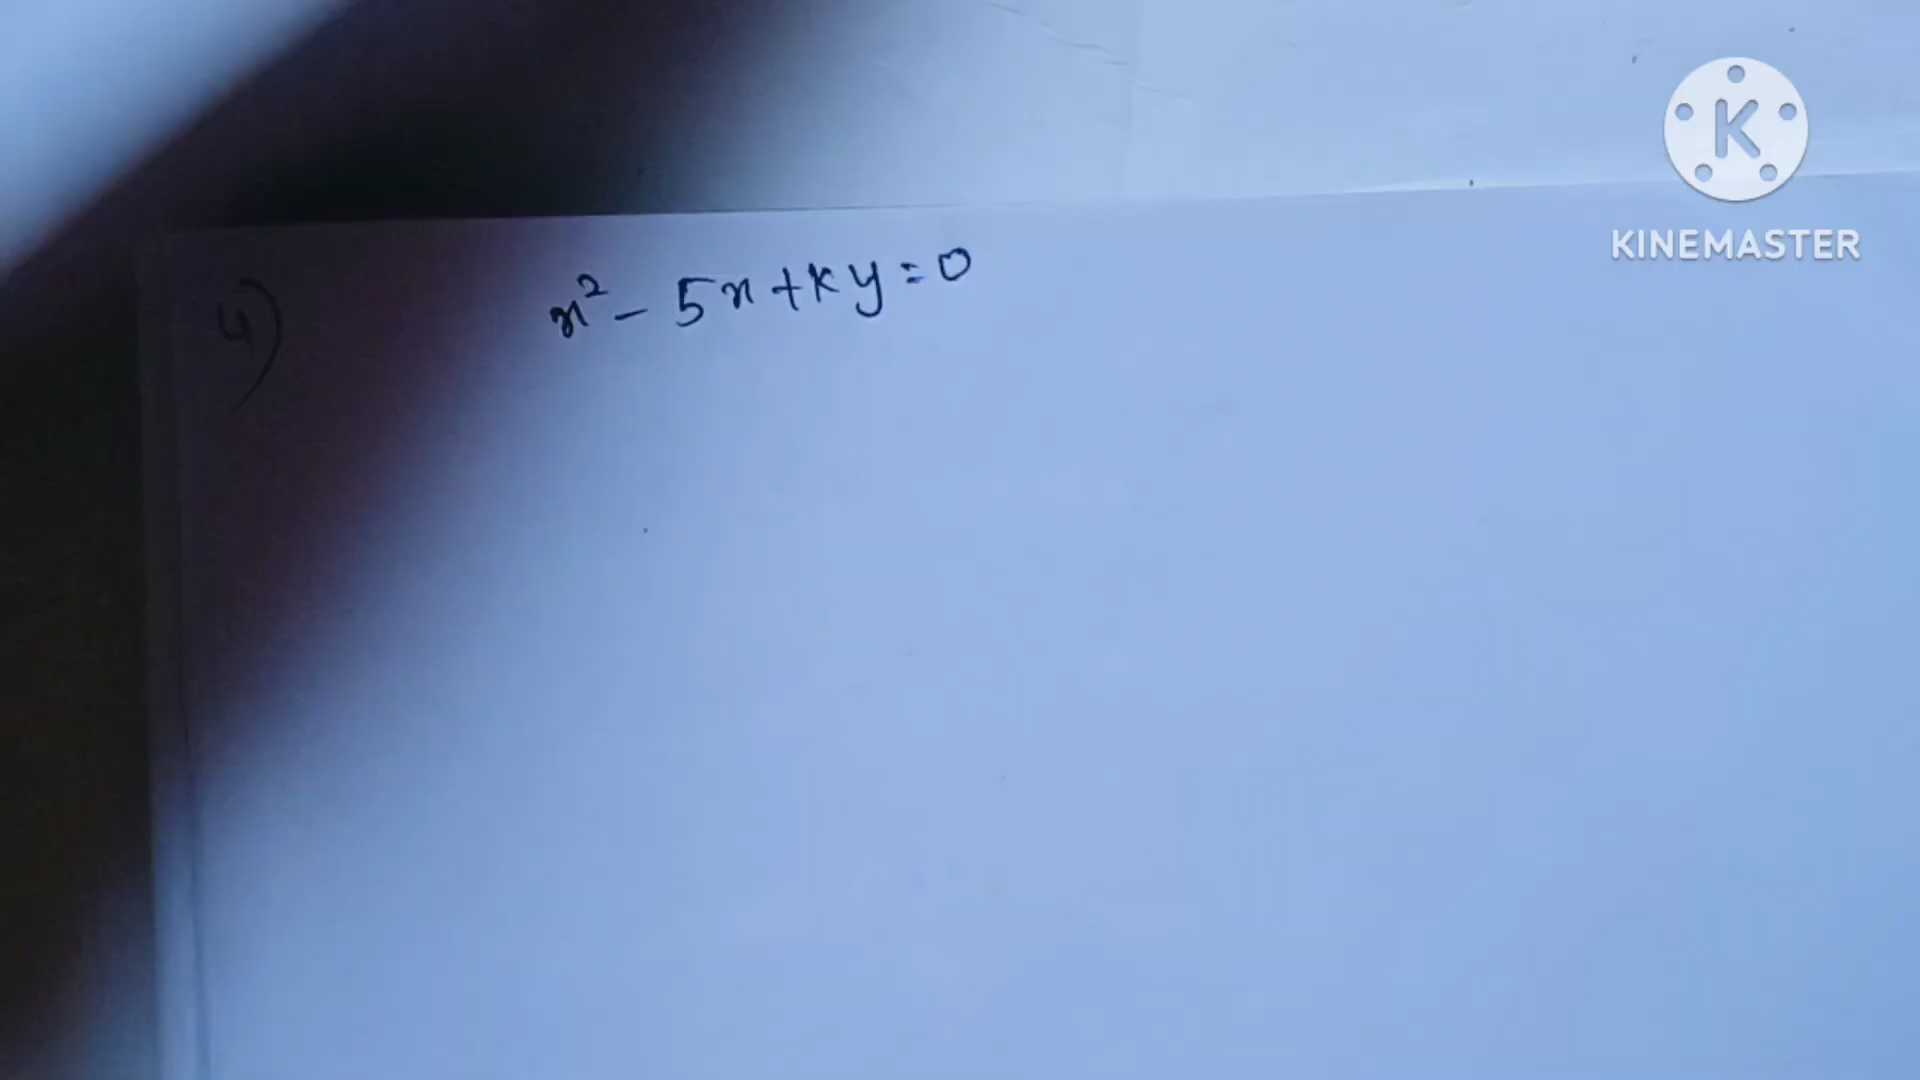 4) x² - 5x + ky = 0
K
KINEMASTER